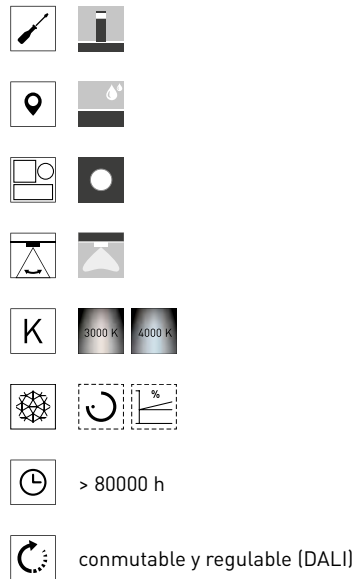 K 3000 K 4000 K
%
> 80000 h
conmutable y regulable (DALI)